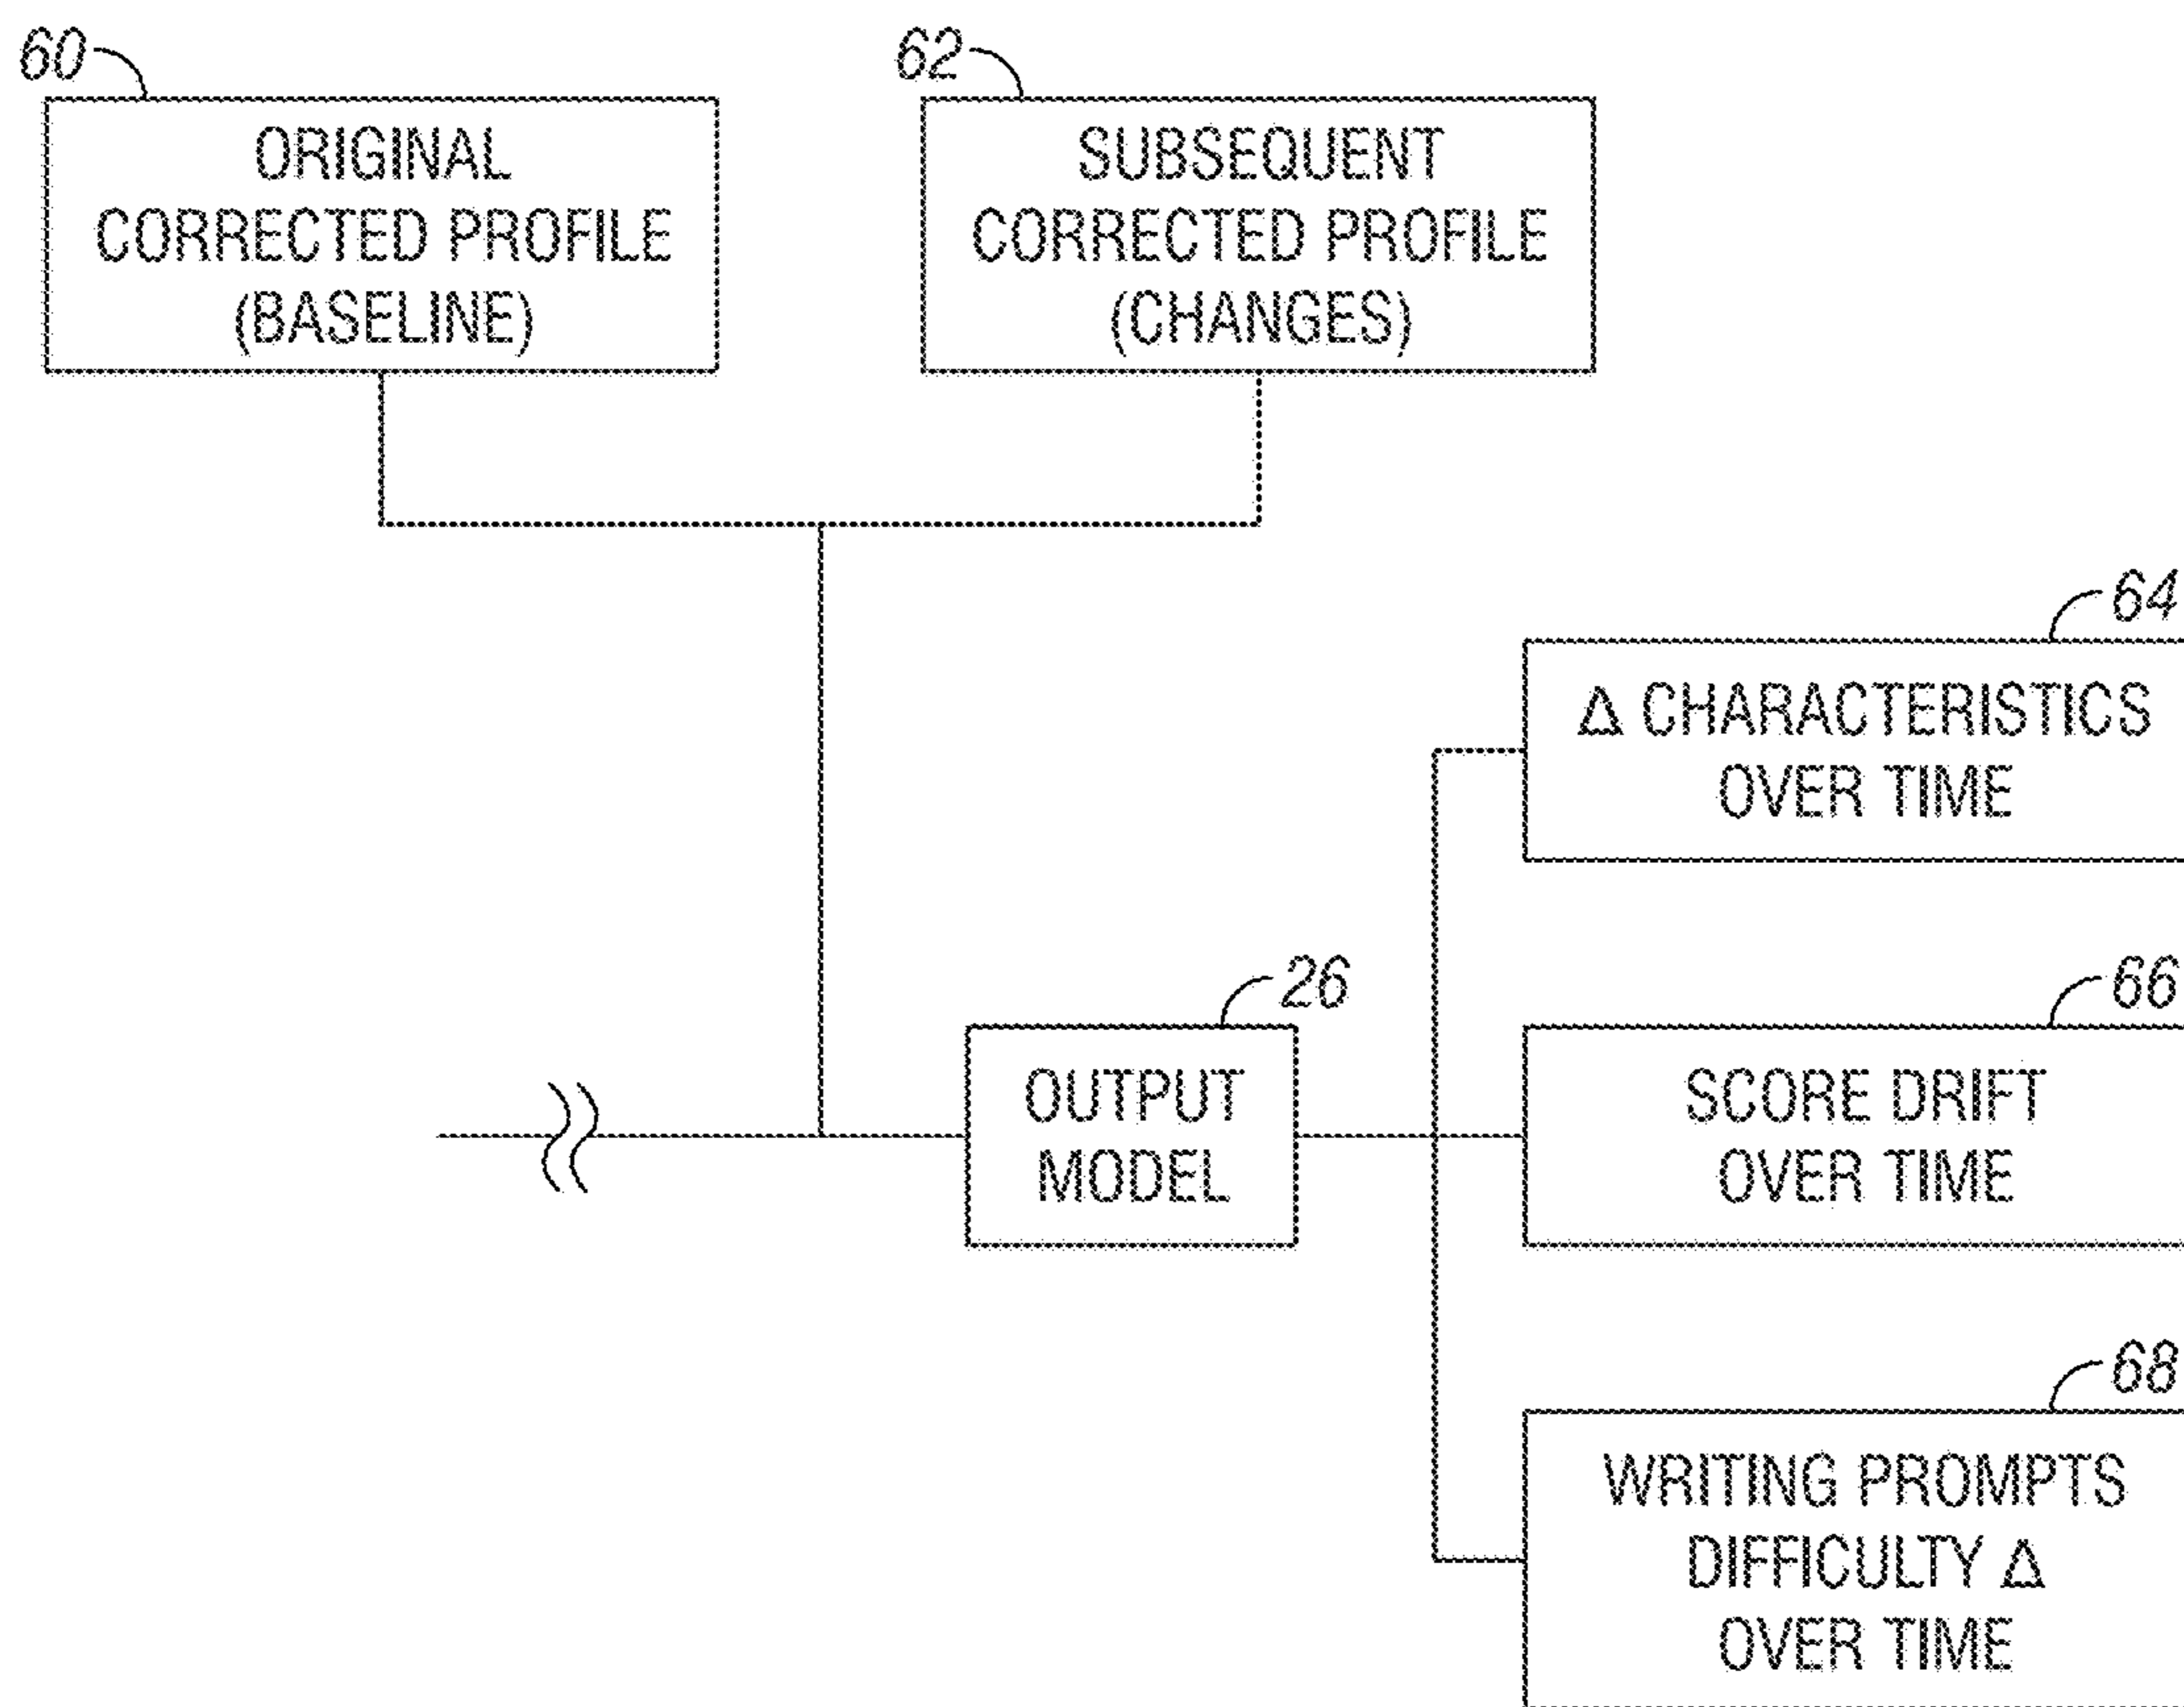 60
ORIGINAL
CORRECTED PROFILE
(BASELINE)
62
SUBSEQUENT
CORRECTED PROFILE
(CHANGES)
64
Δ CHARACTERISTICS
OVER TIME
26
OUTPUT
MODEL
66
SCORE DRIFT
OVER TIME
68
WRITING PROMPTS
DIFFICULTY Δ
OVER TIME